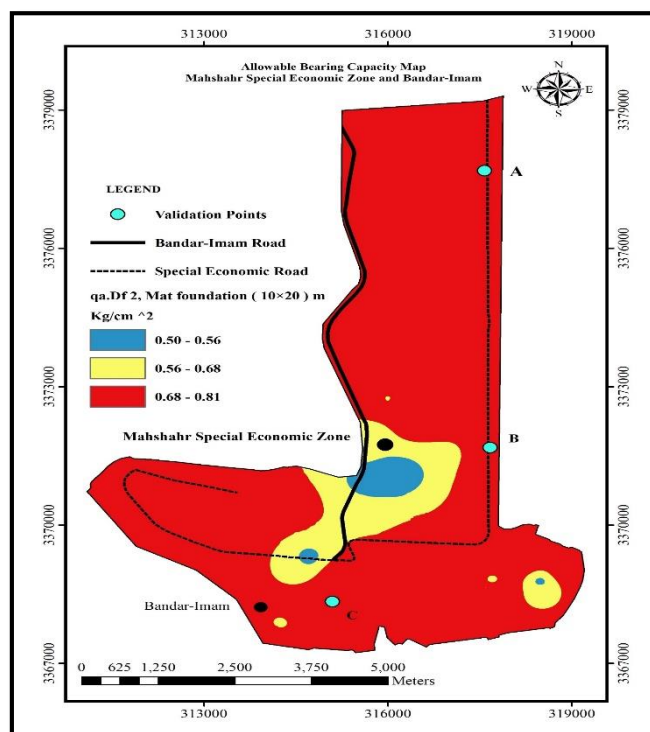 313000 316000 319000
Allowable Bearing Capacity Map
Mahshahr Special Economic Zone and Bandar-Imam
N
W E
S
3379000 3379000
A
LEGEND
Validation Points
Bandar-Imam Road
3376000 3376000
Special Economic Road
qa.Df 2, Mat foundation ( 10×20 ) m
Kg/cm ^2
0.50 - 0.56
0.56 - 0.68
3373000 3373000
0.68 - 0.81
Mahshahr Special Economic Zone
B
3370000 3370000
Bandar-Imam
C
3367000 3367000
0 625 1,250 2,500 3,750 5,000
Meters
313000 316000 319000